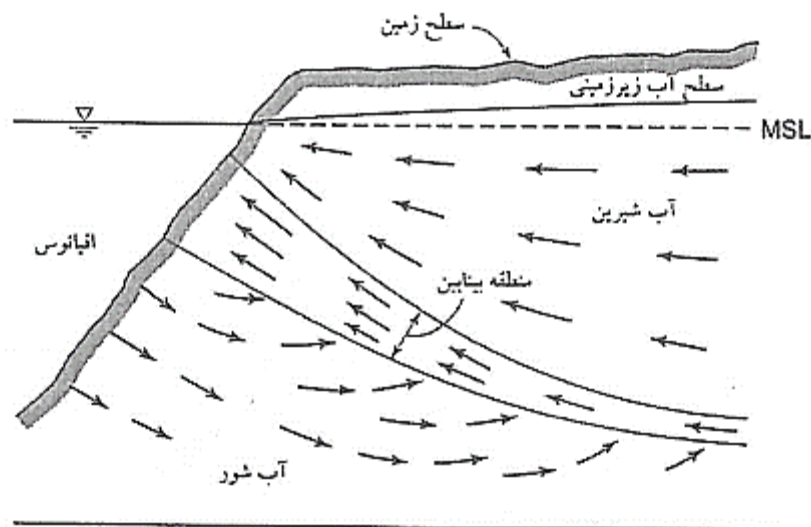 سطح زمین
سطح آب زیرزمینی
MSL
آب شیرین
اقیانوس
منطقه بینابین
آب شور